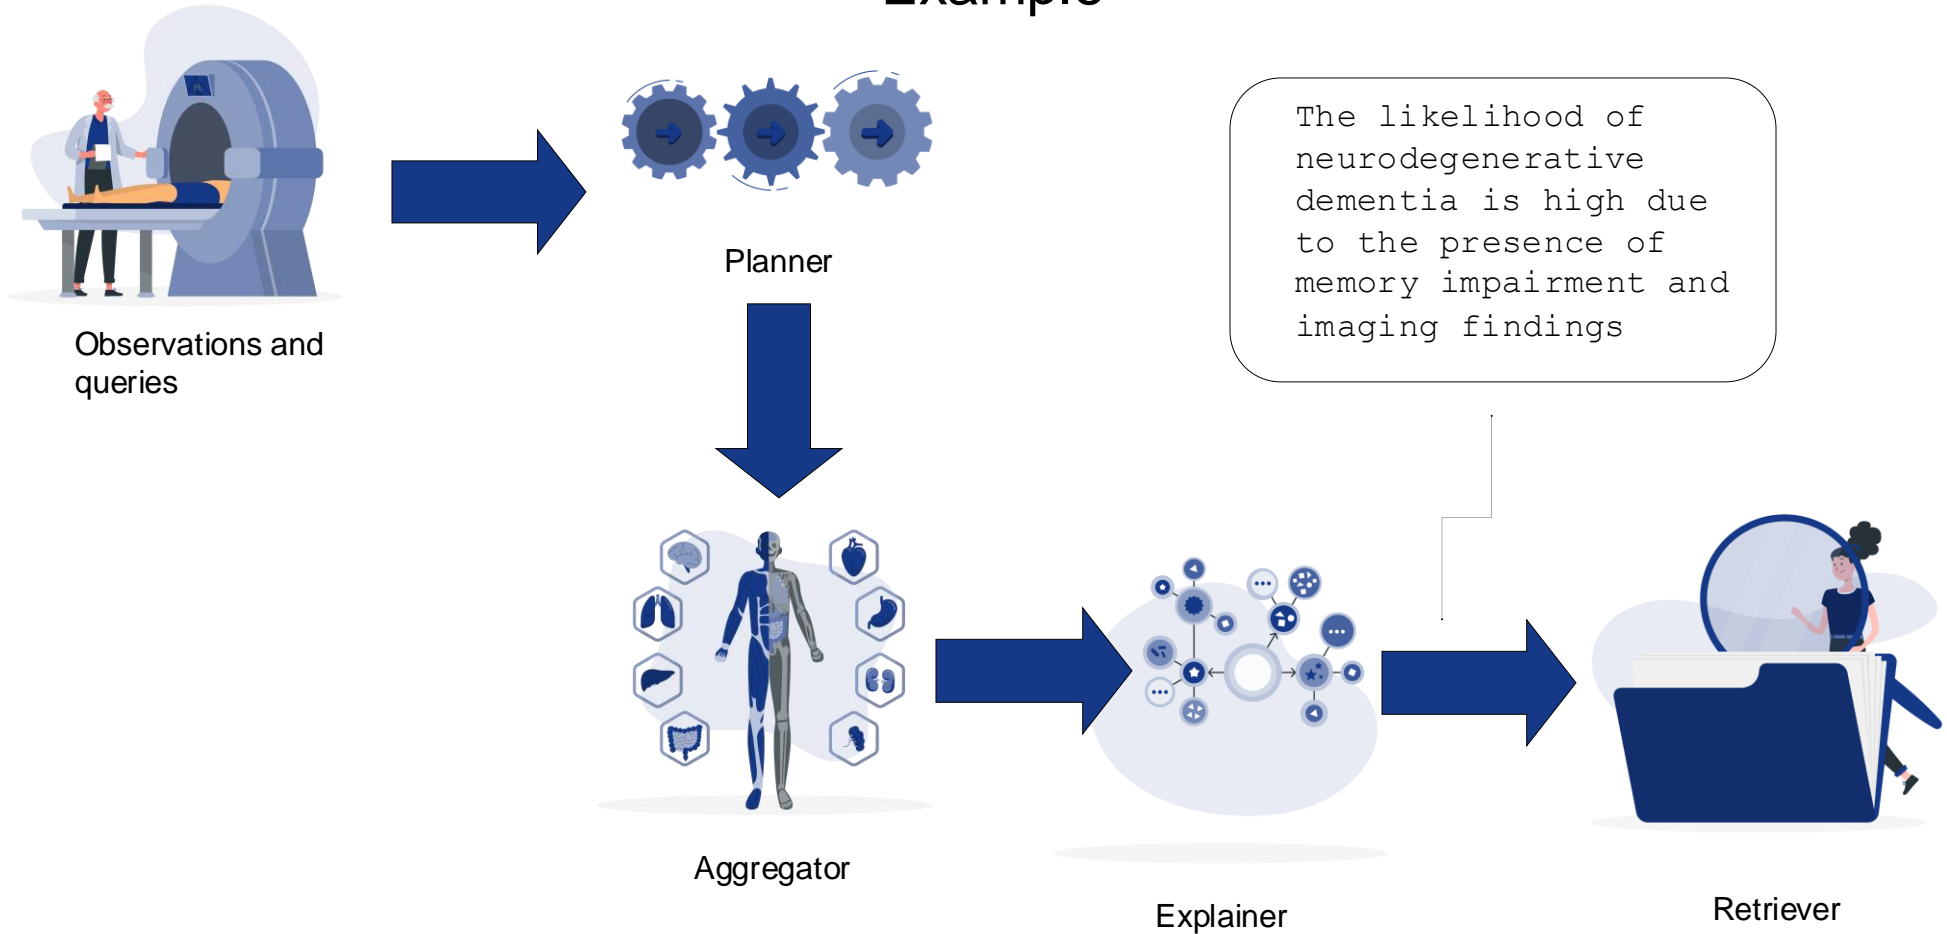 Example
Planner
The likelihood of
neurodegenerative
dementia is high due
to the presence of
memory impairment and
imaging findings
Observations and
queries
Aggregator
Explainer
Retriever